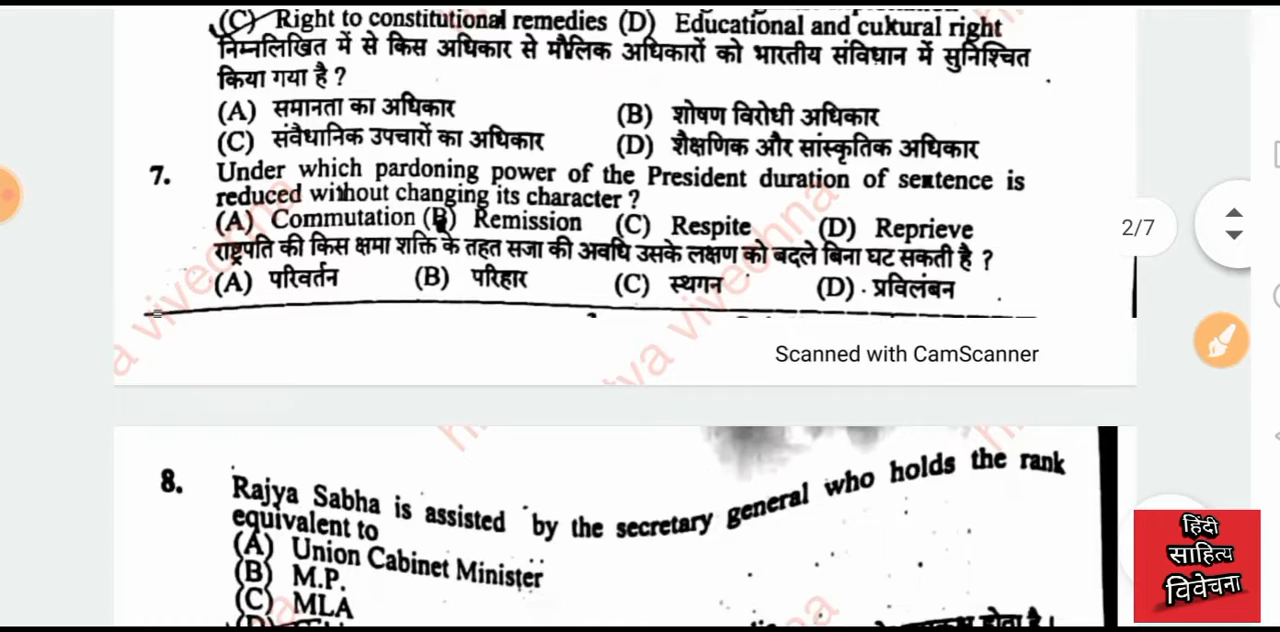 (C) Right to constitutional remedies (D) Educational and cukural right
निम्नलिखित में से किस अधिकार से मौलिक अधिकारों को भारतीय संविधान में सुनिश्चित
किया गया है ?
(A) समानता का अधिकार (B) शोषण विरोधी अधिकार
(C) संवैधानिक उपचारों का अधिकार (D) शैक्षणिक और सांस्कृतिक अधिकार
7. Under which pardoning power of the President duration of sentence is
reduced without changing its character ?
(A) Commutation (B) Remission (C) Respite (D) Reprieve
राष्ट्रपति की किस क्षमा शक्ति के तहत सजा की अवधि उसके लक्षण को बदले बिना घट सकती है ?
(A) परिवर्तन (B) परिहार (C) स्थगन (D) प्रविलंबन
2/7
Scanned with CamScanner
8. Rajya Sabha is assisted by the secretary general who holds the rank
equivalent to
(A) Union Cabinet Minister
(B) M.P.
(C) MLA
हिंदी
साहित्य
विवेचना